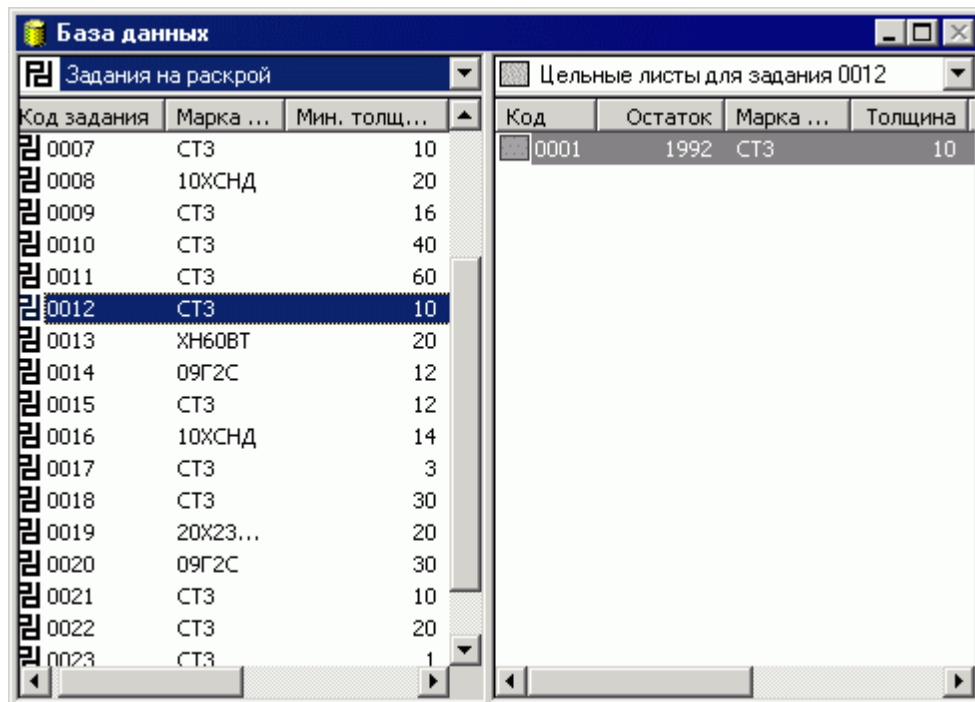 База данных
Задания на раскрой
Код задания Марка ... Мин. толщ...
0007 СТ3 10
0008 10ХСНД 20
0009 СТ3 16
0010 СТ3 40
0011 СТ3 60
0012 СТ3 10
0013 ХН60ВТ 20
0014 09Г2С 12
0015 СТ3 12
0016 10ХСНД 14
0017 СТ3 3
0018 СТ3 30
0019 20Х23... 20
0020 09Г2С 30
0021 СТ3 10
0022 СТ3 20
0023 СТ3 1
Цельные листы для задания 0012
Код Остаток Марка ... Толщина
0001 1992 СТ3 10